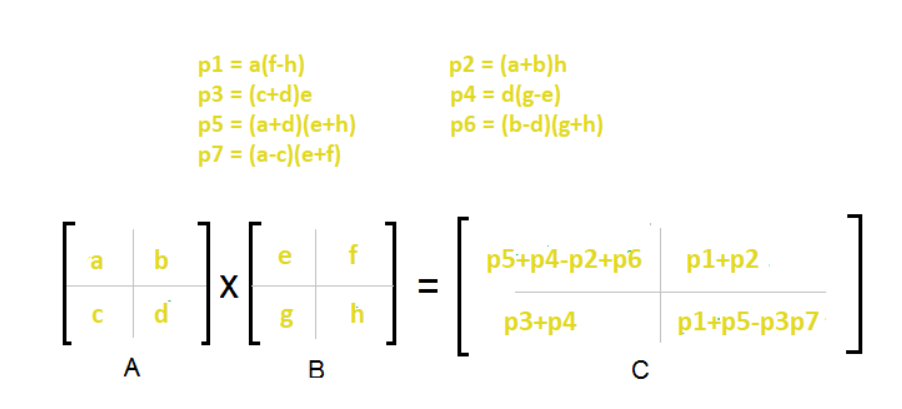 p1 = a(f-h) p2 = (a+b)h
p3 = (c+d)e p4 = d(g-e)
p5 = (a+d)(e+h) p6 = (b-d)(g+h)
p7 = (a-c)(e+f)
a b X e f = p5+p4-p2+p6 p1+p2
c d g h p3+p4 p1+p5-p3p7
A B C